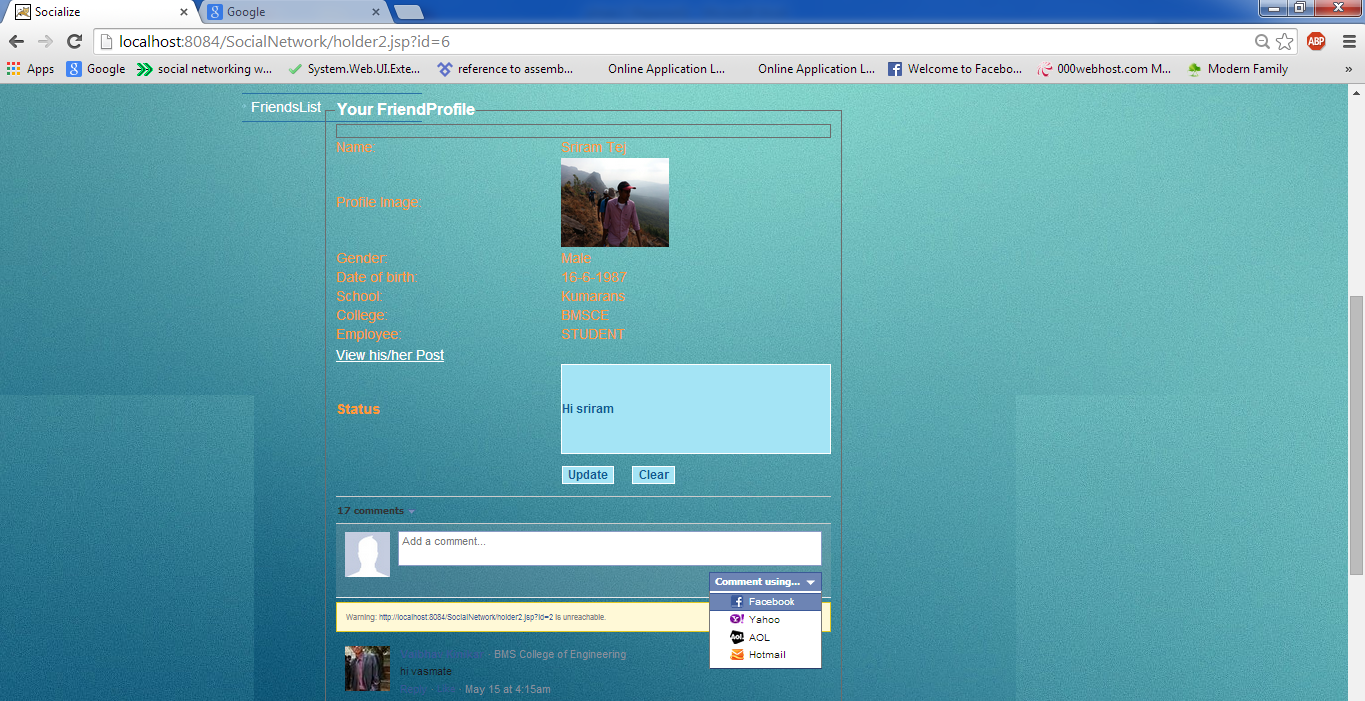 Socialize
Google
localhost:8084/SocialNetwork/holder2.jsp?id=6
ABP
Apps Google social networking w... System.Web.UI.Exte... reference to assemb... Online Application L... Online Application L... Welcome to Facebo... 000webhost.com M... Modern Family »
FriendsList
Your FriendProfile
Name: Sriram Tej
Profile Image:
Gender: Male
Date of birth: 16-6-1987
School: Kumarans
College: BMSCE
Employee: STUDENT
View his/her Post
Status
Hi sriram
Update Clear
17 comments
Add a comment...
Comment using...
Facebook
Yahoo
AOL
Hotmail
Warning: http://localhost:8084/SocialNetwork/holder2.jsp?id=2 is unreachable.
· BMS College of Engineering
hi vasmate
May 15 at 4:15am